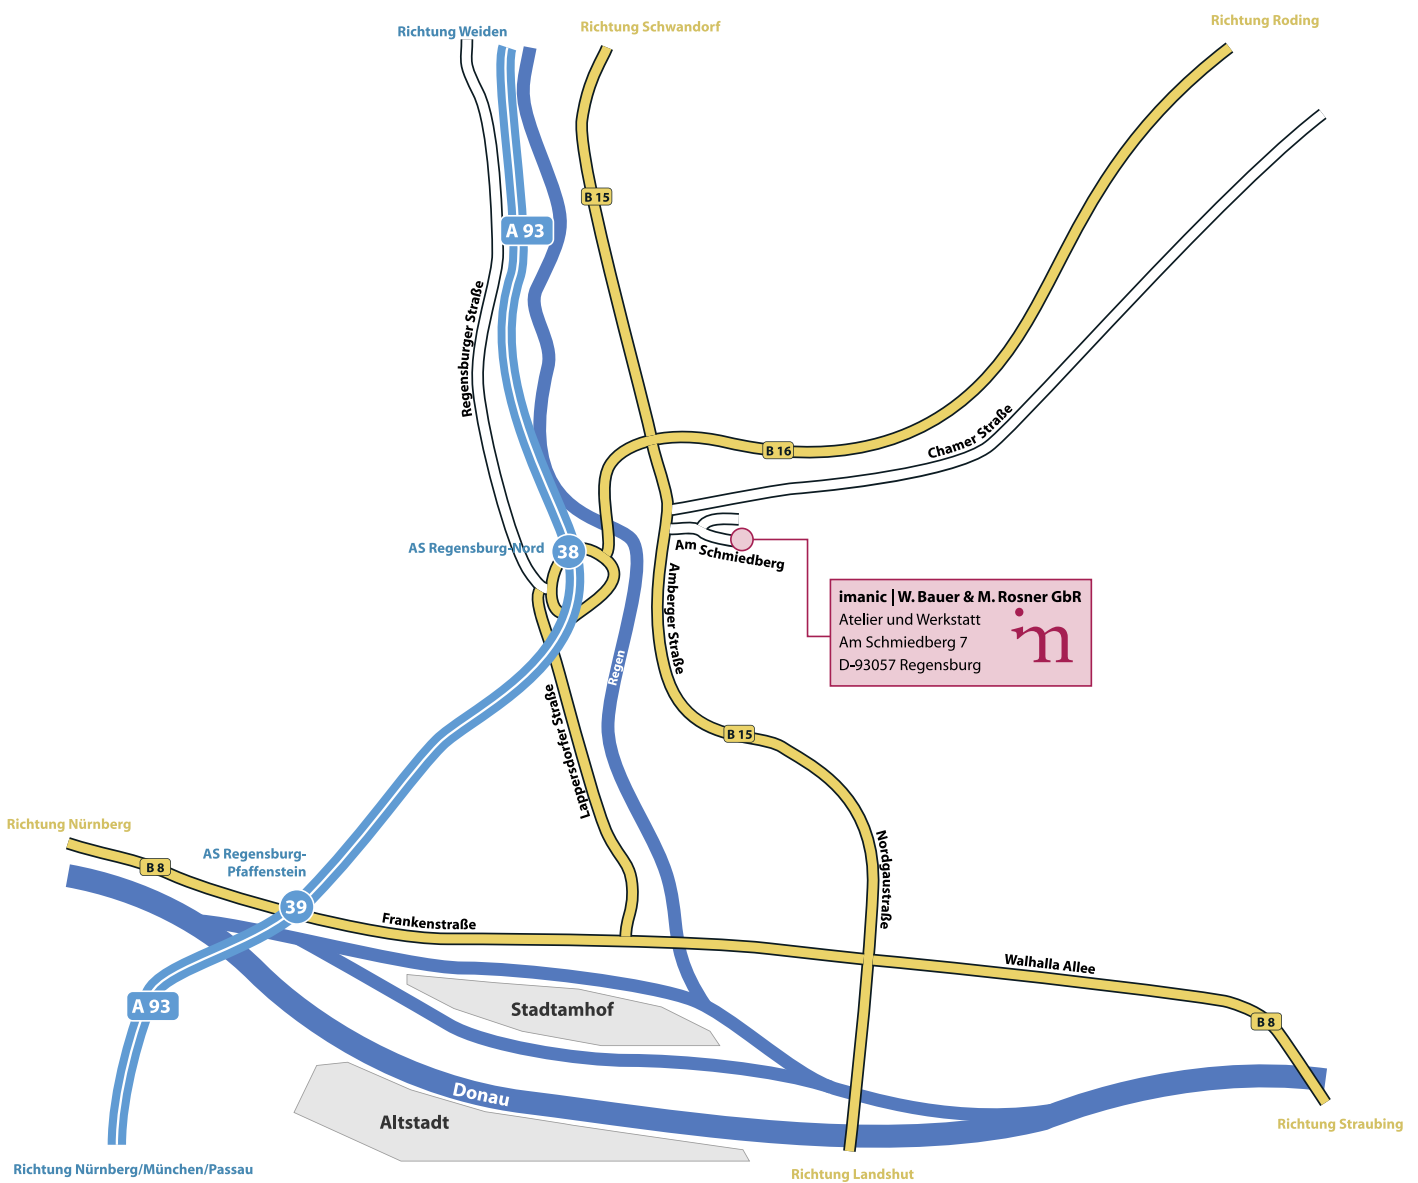 Richtung Weiden
Richtung Schwandorf
Richtung Roding
B 15
A 93
Regensburger Straße
B 16
Chamer Straße
AS Regensburg-Nord
38
Am Schmiedberg
Amberger Straße
imanic | W. Bauer & M. Rosner GbR
Atelier und Werkstatt
Am Schmiedberg 7
D-93057 Regensburg
im
Regen
Lappersdorfer Straße
B 15
Richtung Nürnberg
B 8
AS Regensburg-
Pfaffenstein
39
Nordgaustraße
Frankenstraße
Walhalla Allee
A 93
Stadtamhof
B 8
Donau
Altstadt
Richtung Straubing
Richtung Nürnberg/München/Passau
Richtung Landshut